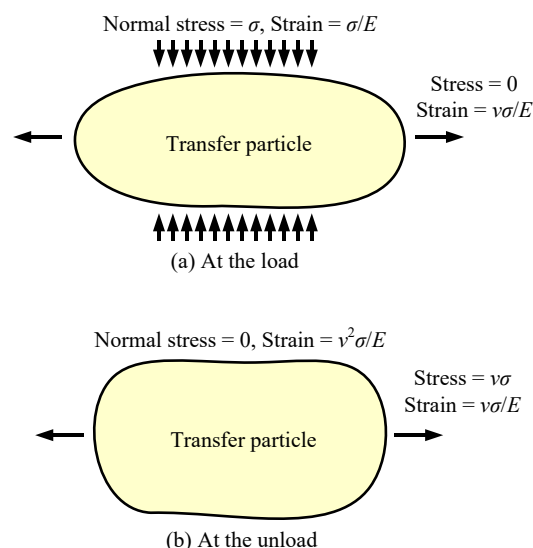 Normal stress = σ, Strain = σ/E
Stress = 0
Strain = νσ/E
Transfer particle
(a) At the load
Normal stress = 0, Strain = ν²σ/E
Stress = νσ
Strain = νσ/E
Transfer particle
(b) At the unload